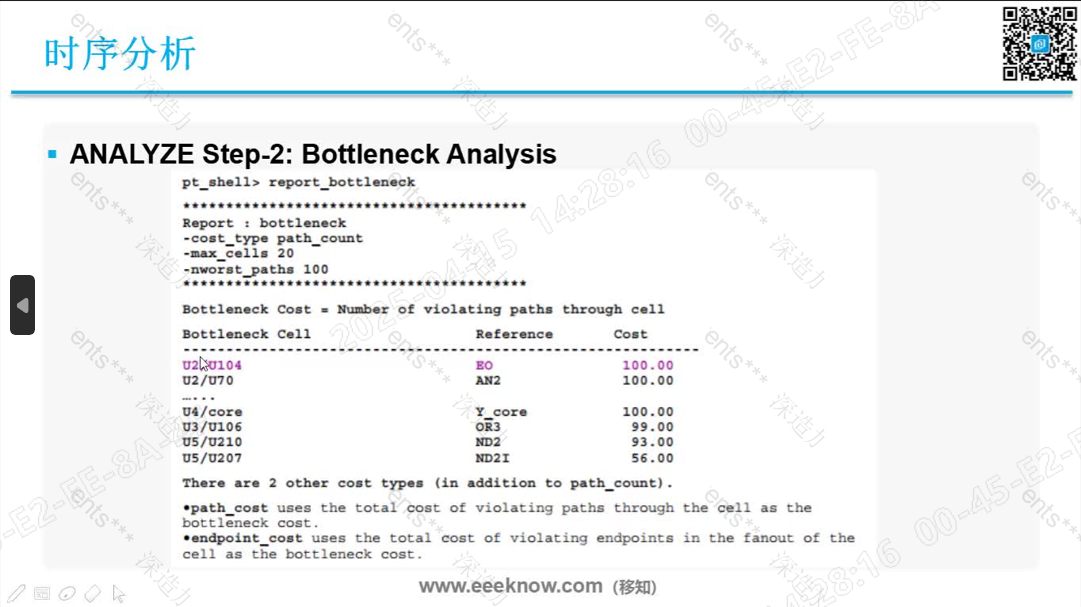 时序分析
ANALYZE Step-2: Bottleneck Analysis
pt_shell> report_bottleneck
****************************************
Report : bottleneck
-cost_type path_count
-max_cells 20
-nworst_paths 100
****************************************
Bottleneck Cost = Number of violating paths through cell
Bottleneck Cell Reference Cost
------------------------------------------------------------
U2/U104 EO 100.00
U2/U70 AN2 100.00
…...
U4/core Y_core 100.00
U3/U106 OR3 99.00
U5/U210 ND2 93.00
U5/U207 ND2I 56.00
There are 2 other cost types (in addition to path_count).
•path_cost uses the total cost of violating paths through the cell as the
bottleneck cost.
•endpoint_cost uses the total cost of violating endpoints in the fanout of the
cell as the bottleneck cost.
www.eeeknow.com (移知)